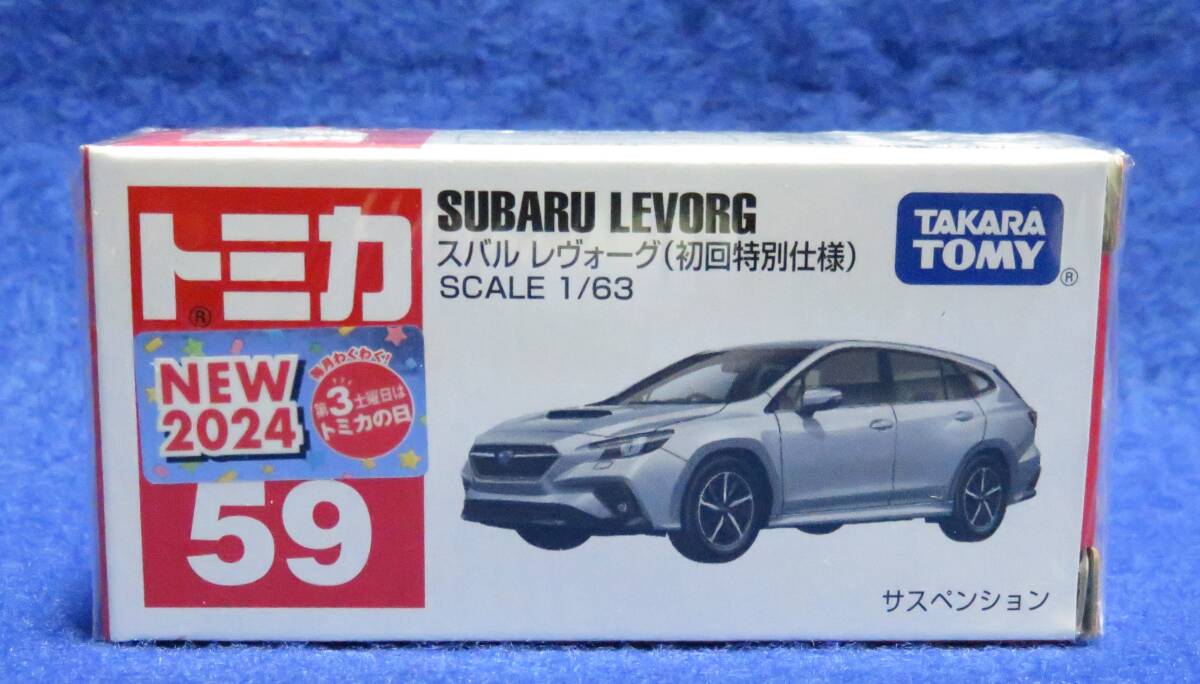 トミカ
®
NEW
2024
毎月わくわく!
第3土曜日は
トミカの日
59
SUBARU LEVORG
スバル レヴォーグ(初回特別仕様)
SCALE 1/63
TAKARA
TOMY
®
サスペンション